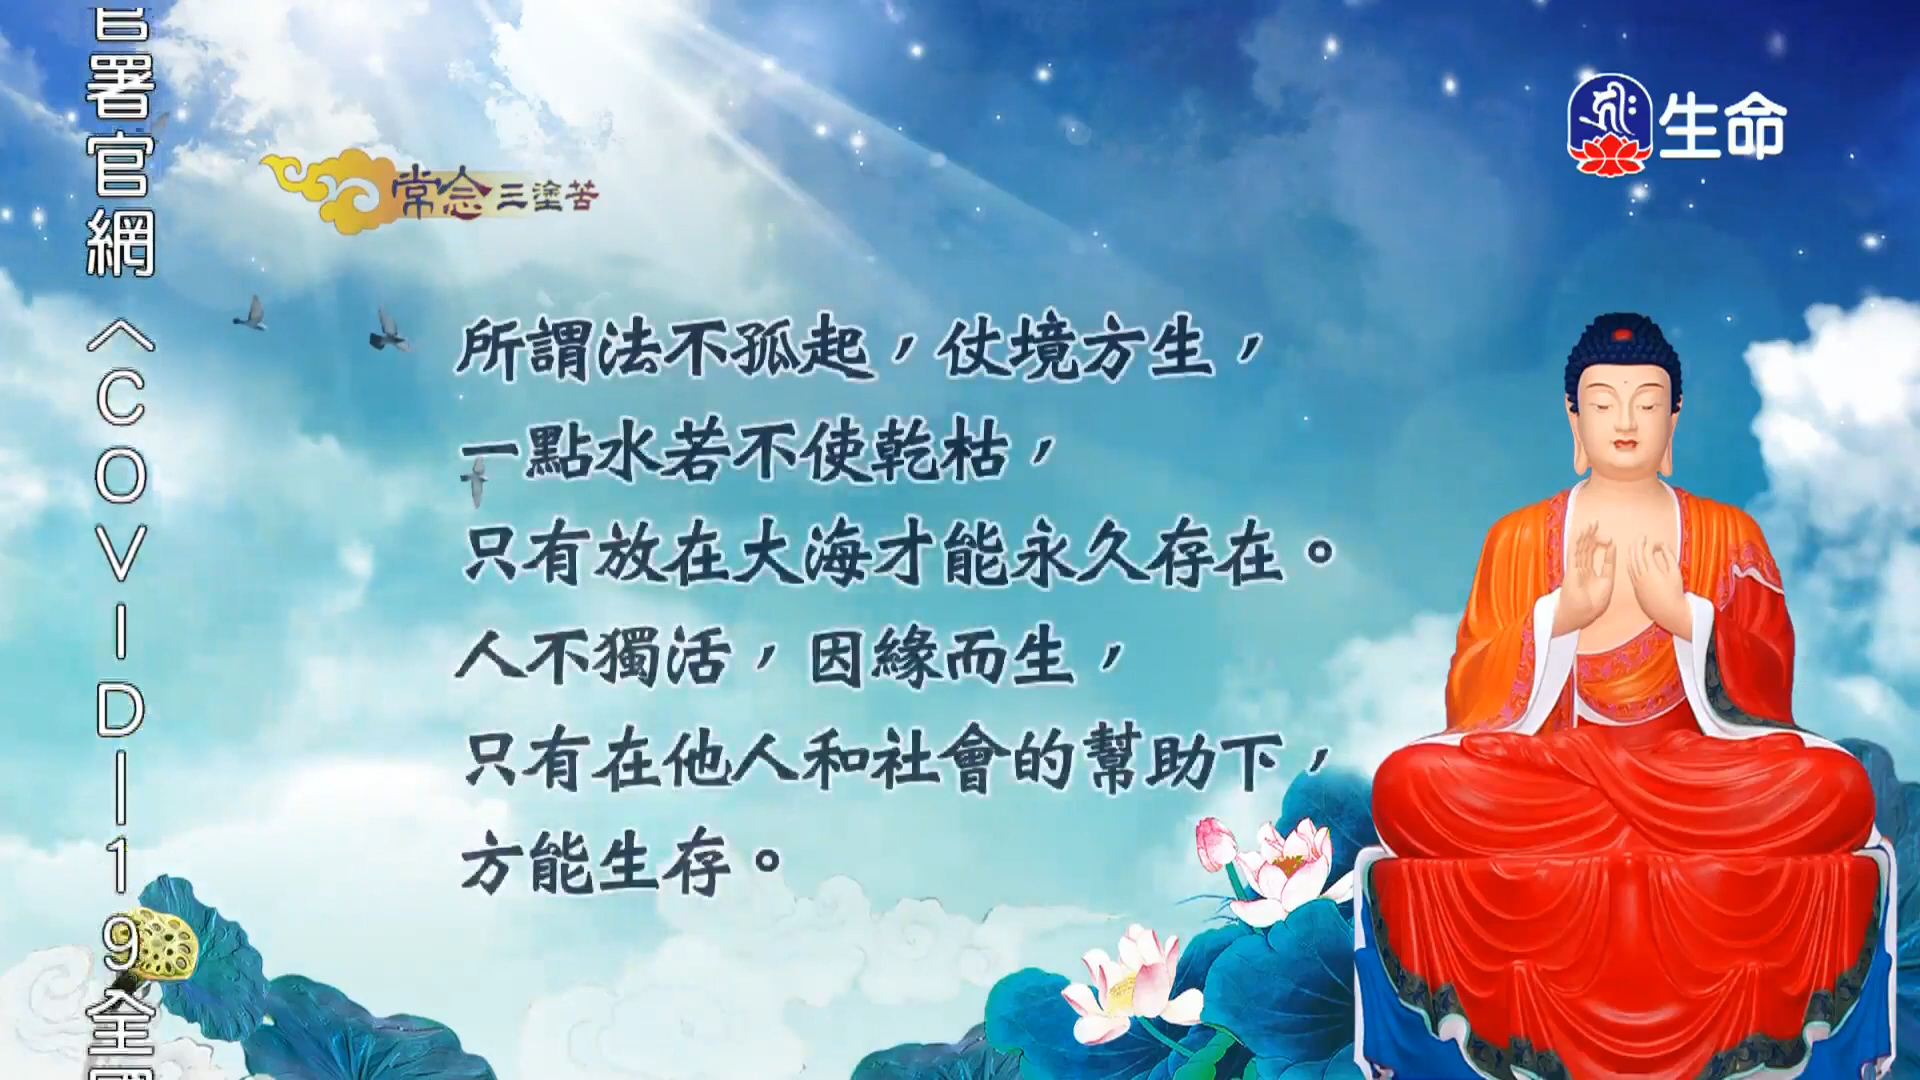 署官網〈COVID－19全
常念三塗苦
生命
所謂法不孤起，仗境方生，
一點水若不使乾枯，
只有放在大海才能永久存在。
人不獨活，因緣而生，
只有在他人和社會的幫助下，
方能生存。